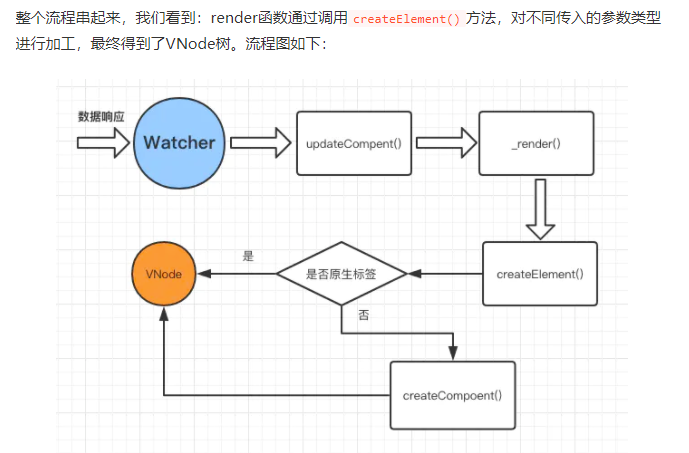 整个流程串起来，我们看到：render函数通过调用 createElement() 方法，对不同传入的参数类型
进行加工，最终得到了VNode树。流程图如下：
数据响应
Watcher
updateCompent()
_render()
createElement()
是否原生标签
是
VNode
否
createCompoent()